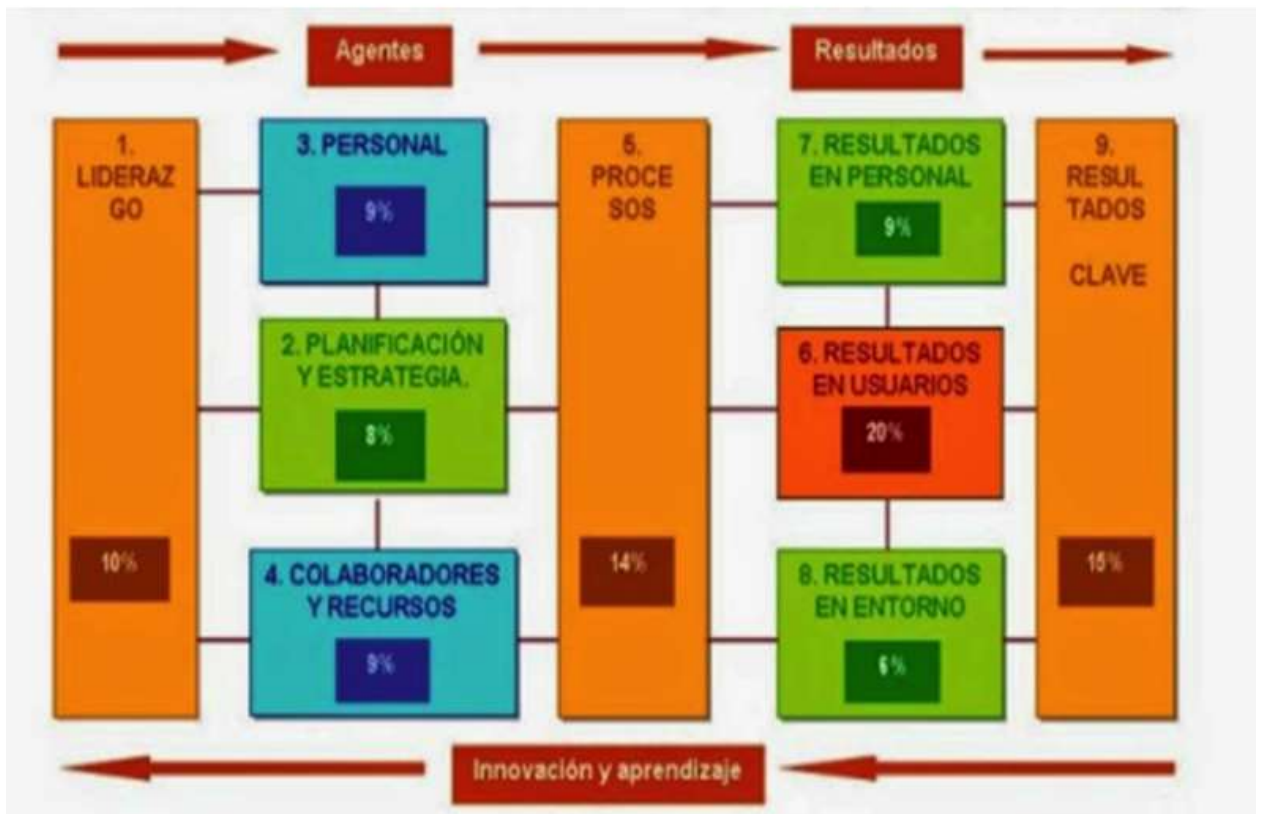 Agentes
Resultados
1.
LIDERAZ
GO
10%
3. PERSONAL
9%
2. PLANIFICACIÓN
Y ESTRATEGIA.
8%
4. COLABORADORES
Y RECURSOS
9%
5.
PROCE
SOS
14%
7. RESULTADOS
EN PERSONAL
9%
6. RESULTADOS
EN USUARIOS
20%
8. RESULTADOS
EN ENTORNO
6%
9.
RESUL
TADOS
CLAVE
15%
Innovación y aprendizaje